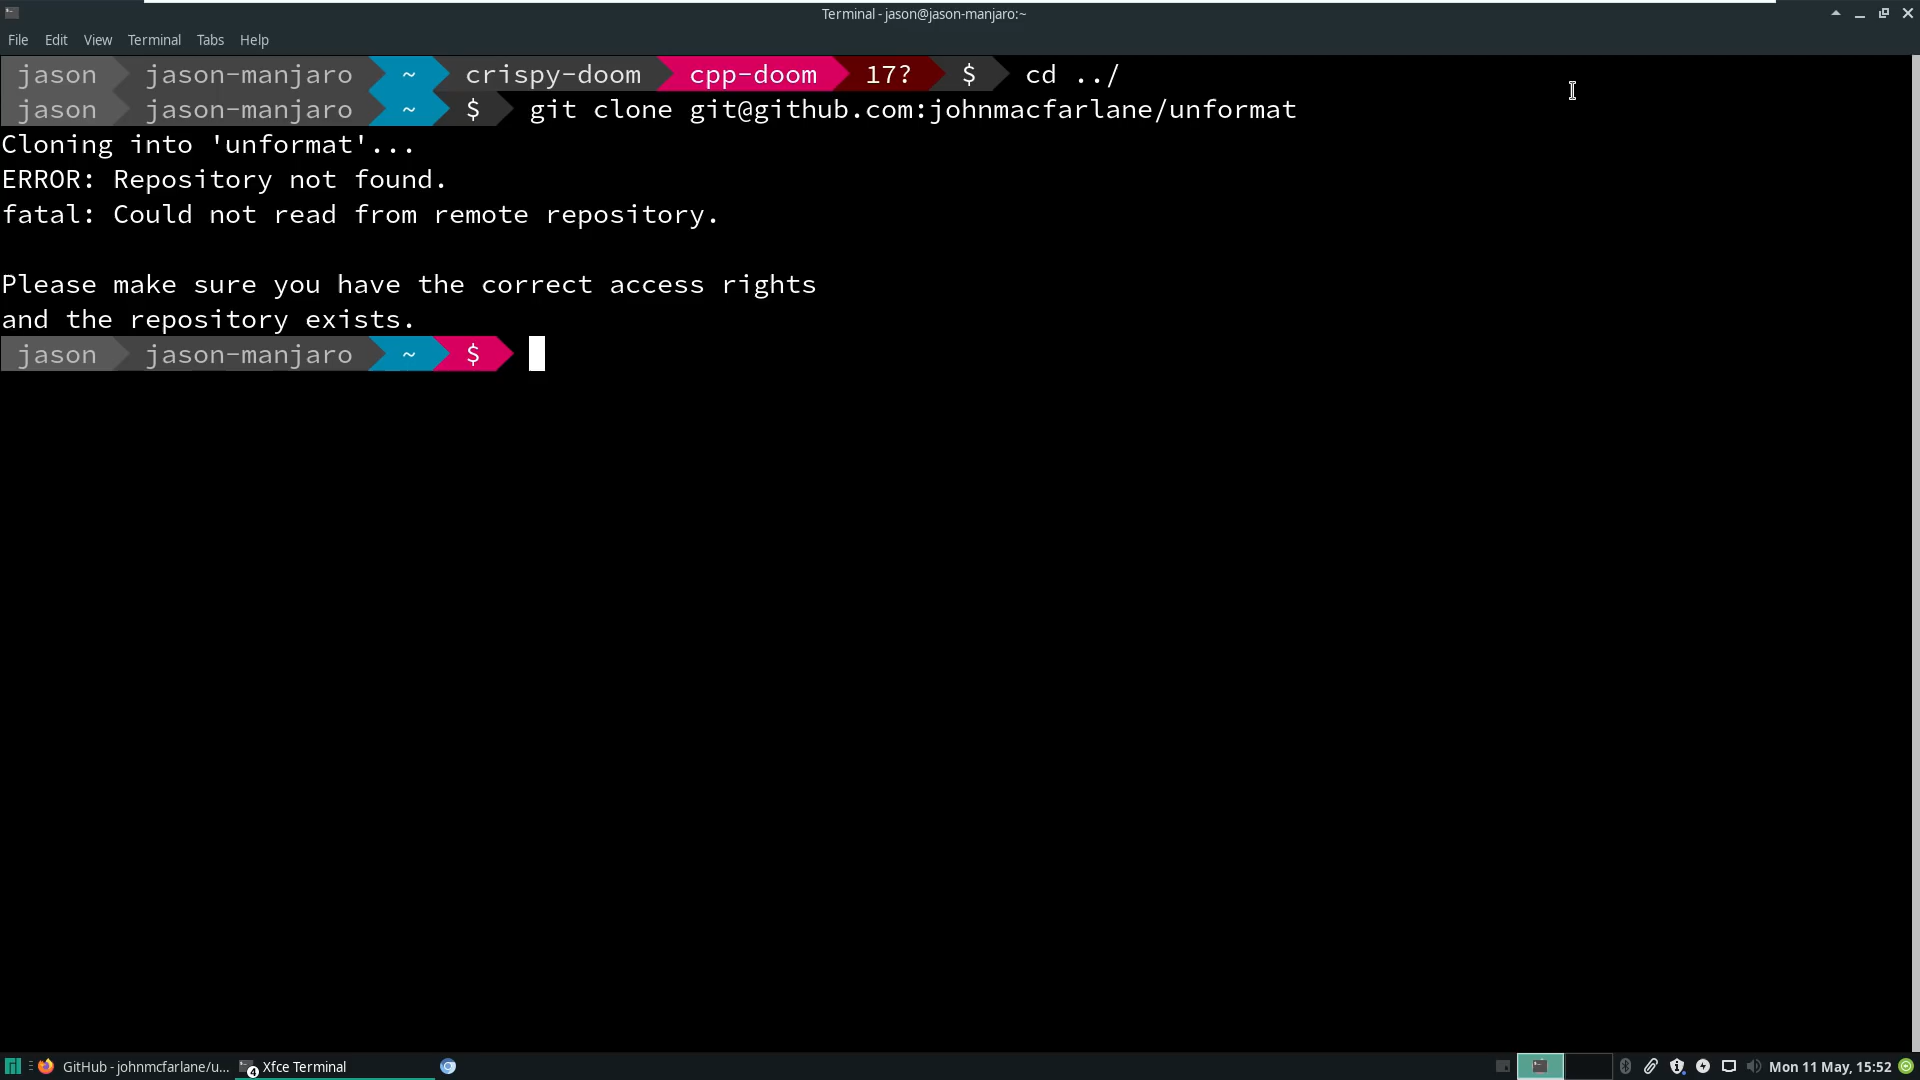 Terminal - jason@jason-manjaro:~
File Edit View Terminal Tabs Help
jason jason-manjaro ~ crispy-doom cpp-doom 17? $ cd ../
jason jason-manjaro ~ $ git clone git@github.com:johnmacfarlane/unformat
Cloning into 'unformat'...
ERROR: Repository not found.
fatal: Could not read from remote repository.
Please make sure you have the correct access rights
and the repository exists.
jason jason-manjaro ~ $
GitHub - johnmcfarlane/u... 4 Xfce Terminal Mon 11 May, 15:52